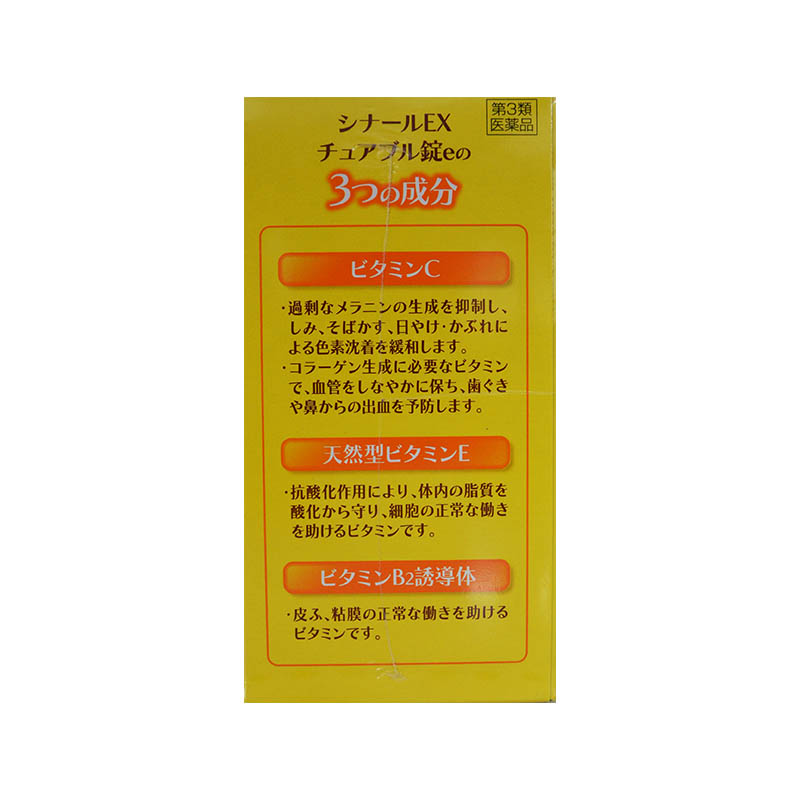 第3類
医薬品
シナールEX
チュアブル錠eの
3つの成分
ビタミンC
・過剰なメラニンの生成を抑制し、
しみ、そばかす、日やけ・かぶれに
よる色素沈着を緩和します。
・コラーゲン生成に必要なビタミン
で、血管をしなやかに保ち、歯ぐき
や鼻からの出血を予防します。
天然型ビタミンE
・抗酸化作用により、体内の脂質を
酸化から守り、細胞の正常な働き
を助けるビタミンです。
ビタミンB2誘導体
・皮ふ、粘膜の正常な働きを助ける
ビタミンです。